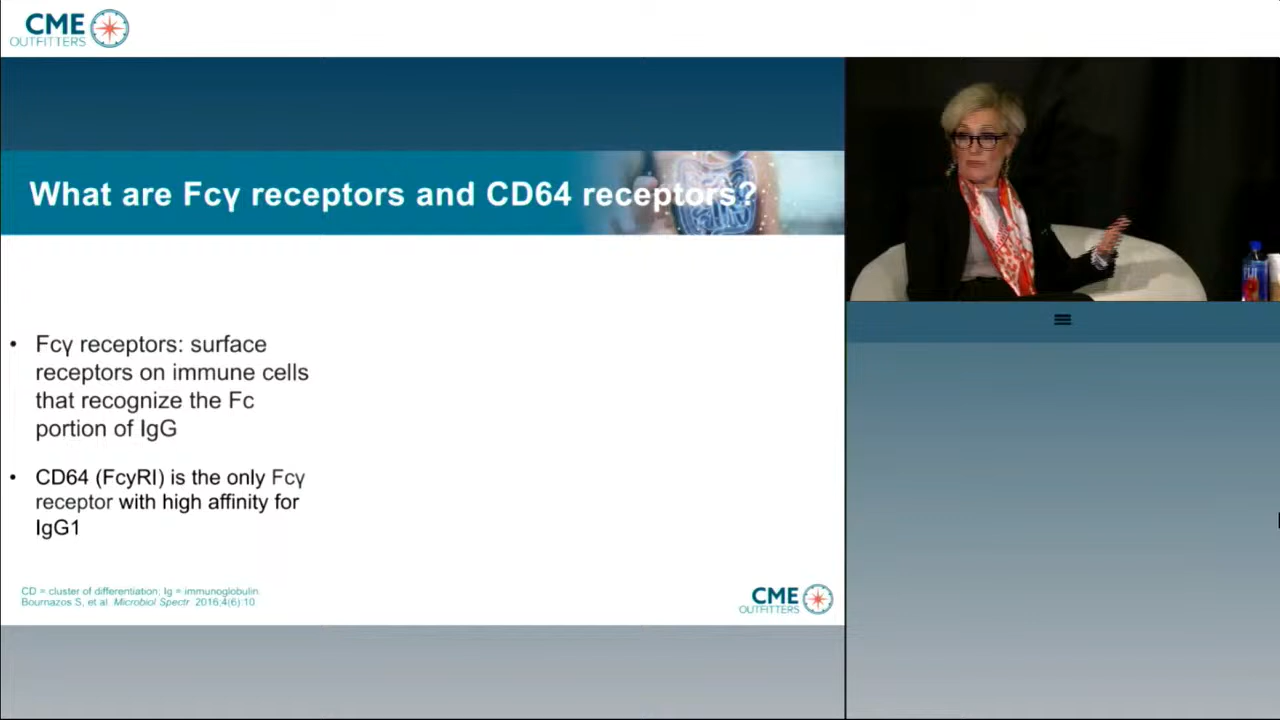 CME
OUTFITTERS
What are Fcγ receptors and CD64 receptors?
• Fcγ receptors: surface
receptors on immune cells
that recognize the Fc
portion of IgG
• CD64 (FcyRI) is the only Fcγ
receptor with high affinity for
IgG1
CD = cluster of differentiation; Ig = immunoglobulin.
Bournazos S, et al. Microbiol Spectr. 2016;4(6):10.
CME
OUTFITTERS
FIJI